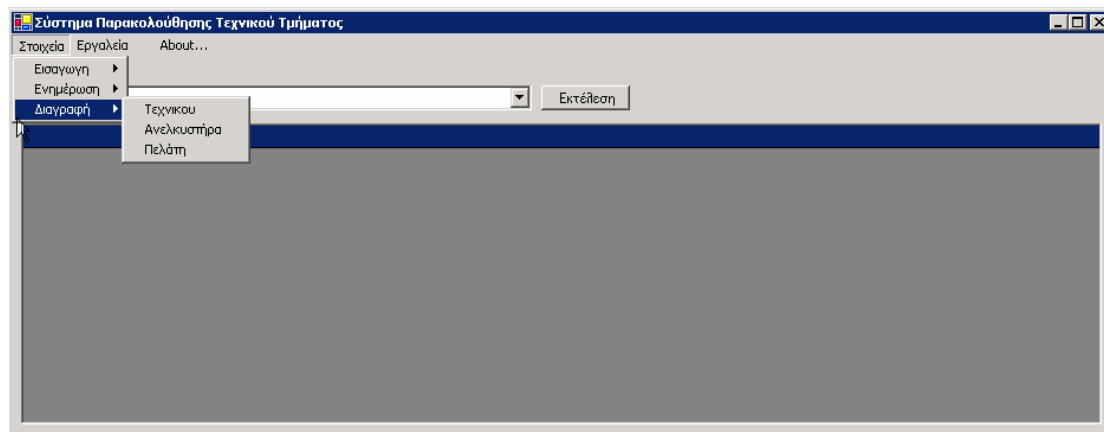 Σύστημα Παρακολούθησης Τεχνικού Τμήματος
Στοιχεία Εργαλεία About...
Εισαγωγη
Ενημέρωση
Εκτέλεση
Διαγραφή
Τεχνικου
Ανελκυστήρα
Πελάτη